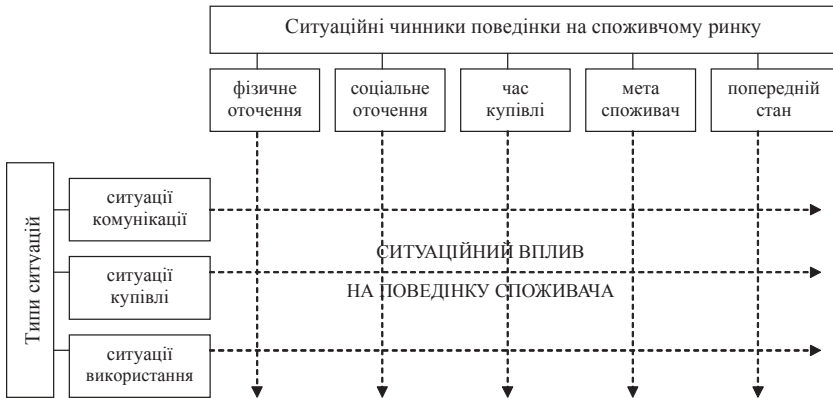 Ситуаційні чинники поведінки на споживчому ринку
фізичне
оточення
соціальне
оточення
час
купівлі
мета
споживач
попередній
стан
Типи ситуацій
ситуації
комунікації
СИТУАЦІЙНИЙ ВПЛИВ
ситуації
купівлі
НА ПОВЕДІНКУ СПОЖИВАЧА
ситуації
використання